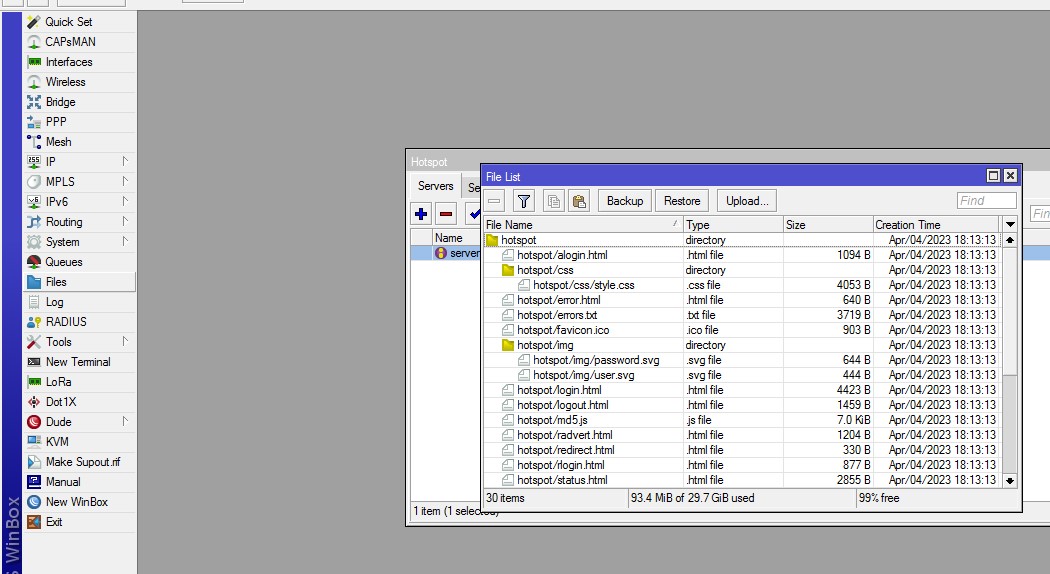 Quick Set
CAPsMAN
Interfaces
Wireless
Bridge
PPP
Mesh
IP
MPLS
IPv6
Routing
System
Queues
Files
Log
RADIUS
Tools
New Terminal
LoRa
Dot1X
Dude
KVM
Make Supout.rif
Manual
New WinBox
Exit
WinBox
Hotspot
Servers
Name
server
1 item (1 selected)
File List
Backup Restore Upload... Find
File Name Type Size Creation Time
hotspot directory Apr/04/2023 18:13:13
hotspot/alogin.html .html file 1094 B Apr/04/2023 18:13:13
hotspot/css directory Apr/04/2023 18:13:13
hotspot/css/style.css .css file 4053 B Apr/04/2023 18:13:13
hotspot/error.html .html file 640 B Apr/04/2023 18:13:13
hotspot/errors.txt .txt file 3719 B Apr/04/2023 18:13:13
hotspot/favicon.ico .ico file 903 B Apr/04/2023 18:13:13
hotspot/img directory Apr/04/2023 18:13:13
hotspot/img/password.svg .svg file 644 B Apr/04/2023 18:13:13
hotspot/img/user.svg .svg file 444 B Apr/04/2023 18:13:13
hotspot/login.html .html file 4423 B Apr/04/2023 18:13:13
hotspot/logout.html .html file 1459 B Apr/04/2023 18:13:13
hotspot/md5.js .js file 7.0 KiB Apr/04/2023 18:13:13
hotspot/radvert.html .html file 1204 B Apr/04/2023 18:13:13
hotspot/redirect.html .html file 330 B Apr/04/2023 18:13:13
hotspot/rlogin.html .html file 877 B Apr/04/2023 18:13:13
hotspot/status.html .html file 2855 B Apr/04/2023 18:13:13
30 items 93.4 MiB of 29.7 GiB used 99% free